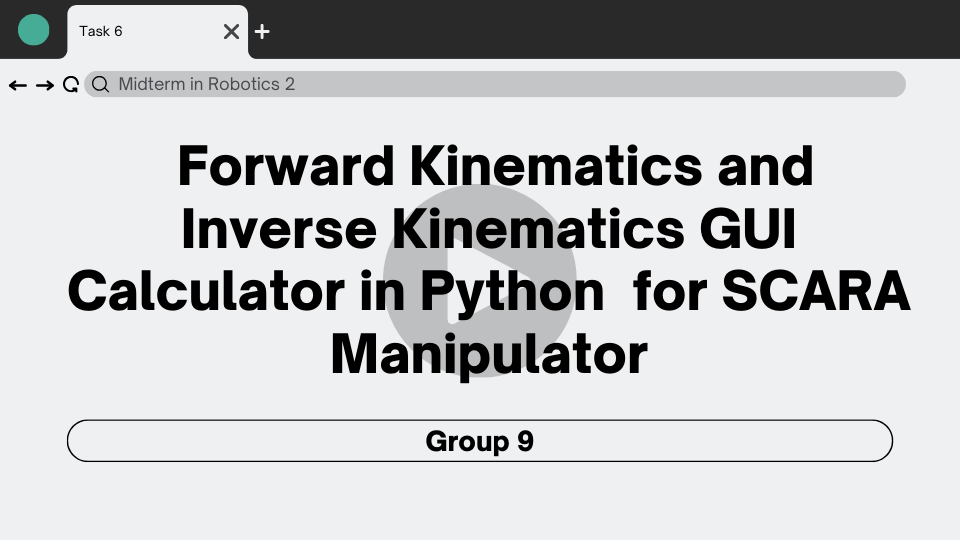 Task 6
Midterm in Robotics 2
Forward Kinematics and
Inverse Kinematics GUI
Calculator in Python  for SCARA
Manipulator
Group 9